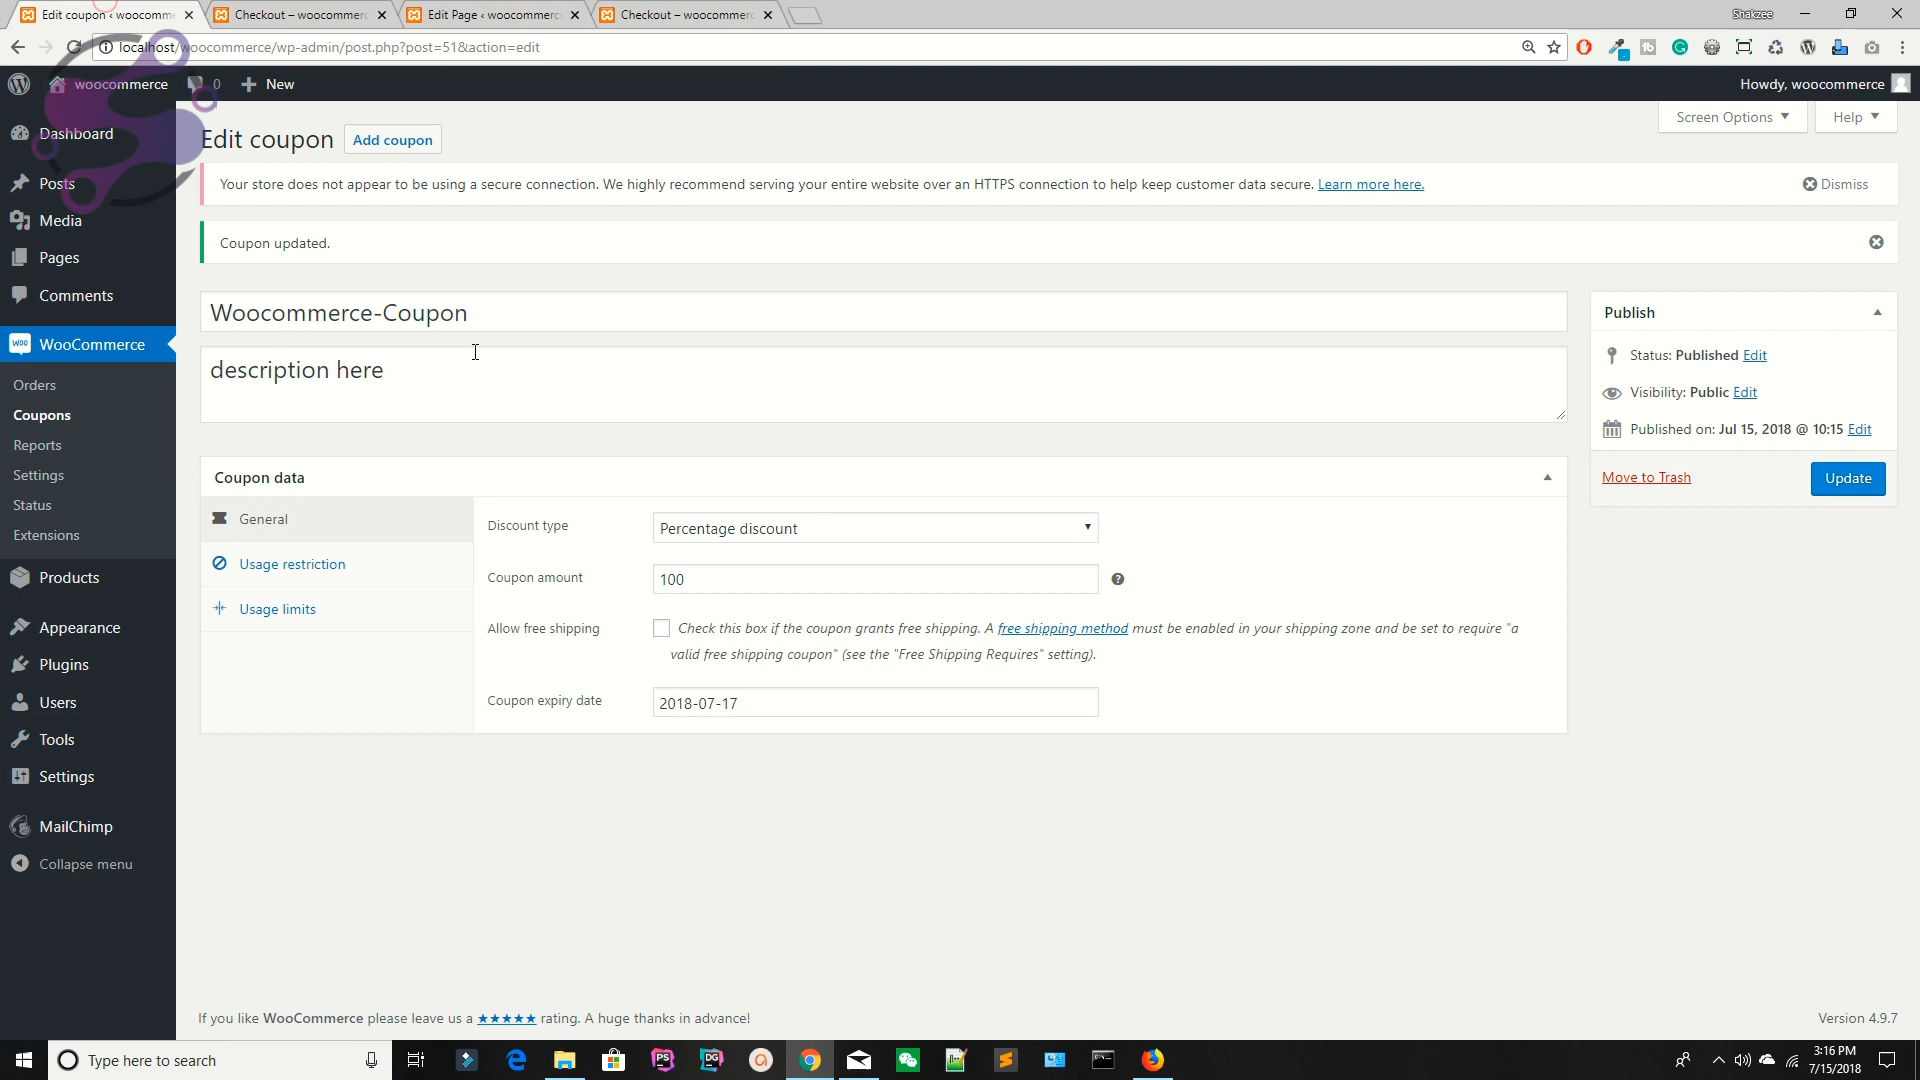 Edit coupon ‹ woocomme
Checkout – woocommerc
Edit Page ‹ woocommerc
Checkout – woocommerc
Shakzee
localhost/woocommerce/wp-admin/post.php?post=51&action=edit
woocommerce
0
New
Howdy, woocommerce
Dashboard
Posts
Media
Pages
Comments
WooCommerce
Orders
Coupons
Reports
Settings
Status
Extensions
Products
Appearance
Plugins
Users
Tools
Settings
MailChimp
Collapse menu
Screen Options
Help
Edit coupon
Add coupon
Your store does not appear to be using a secure connection. We highly recommend serving your entire website over an HTTPS connection to help keep customer data secure. Learn more here.
Dismiss
Coupon updated.
Woocommerce-Coupon
description here
Coupon data
General
Usage restriction
Usage limits
Discount type
Percentage discount
Coupon amount
100
Allow free shipping
Check this box if the coupon grants free shipping. A free shipping method must be enabled in your shipping zone and be set to require "a
valid free shipping coupon" (see the "Free Shipping Requires" setting).
Coupon expiry date
2018-07-17
Publish
Status: Published Edit
Visibility: Public Edit
Published on: Jul 15, 2018 @ 10:15 Edit
Move to Trash
Update
If you like WooCommerce please leave us a ★★★★★ rating. A huge thanks in advance!
Version 4.9.7
Type here to search
3:16 PM
7/15/2018